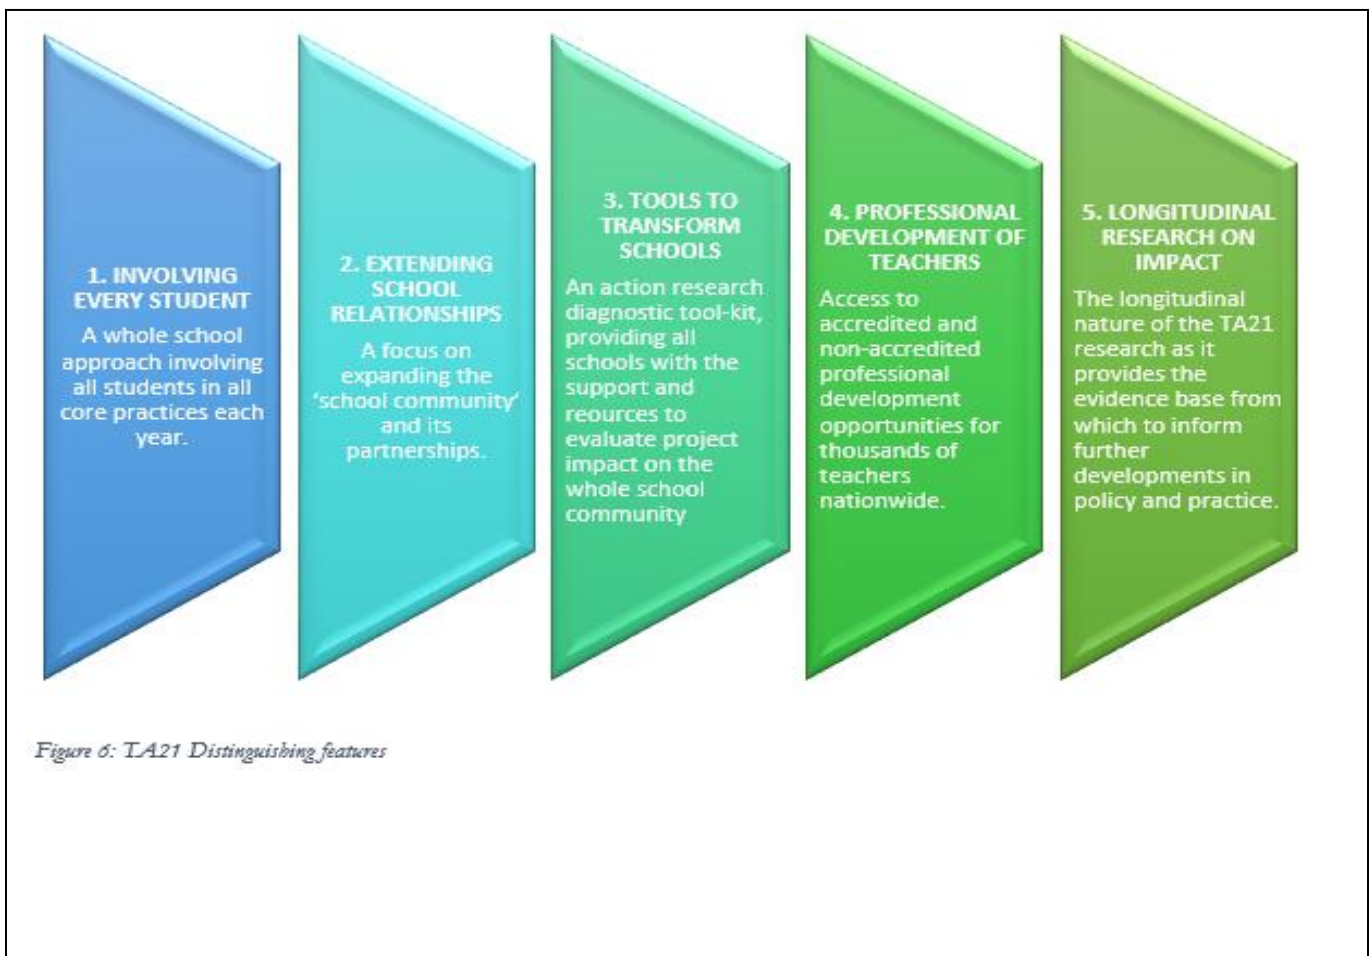 1. INVOLVING
EVERY STUDENT
A whole school
approach involving
all students in all
core practices each
year.
2. EXTENDING
SCHOOL
RELATIONSHIPS
A focus on
expanding the
'school community'
and its
partnerships.
3. TOOLS TO
TRANSFORM
SCHOOLS
An action research
diagnostic tool-kit,
providing all
schools with the
support and
reources to
evaluate project
impact on the
whole school
community
4. PROFESSIONAL
DEVELOPMENT OF
TEACHERS
Access to
accredited and
non-accredited
professional
development
opportunities for
thousands of
teachers
nationwide.
5. LONGITUDINAL
RESEARCH ON
IMPACT
The longitudinal
nature of the TA21
research as it
provides the
evidence base from
which to inform
further
developments in
policy and practice.
Figure 6: TA21 Distinguishing features